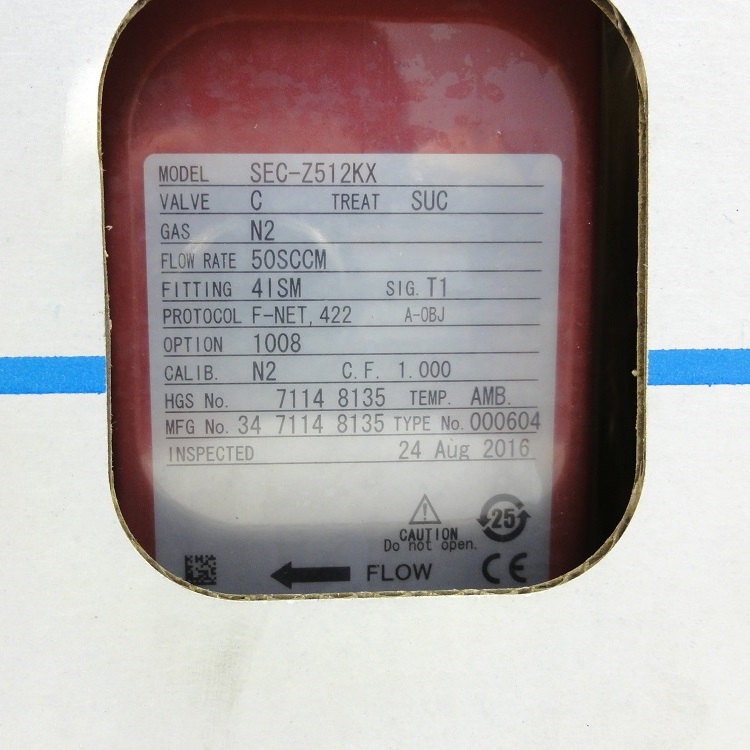 MODEL SEC-Z512KX
VALVE C TREAT SUC
GAS N2
FLOW RATE 50SCCM
FITTING 4ISM SIG. T1
PROTOCOL F-NET, 422 A-OBJ
OPTION 1008
CALIB. N2 C.F. 1.000
HGS No. 7114 8135 TEMP. AMB.
MFG No. 34 7114 8135 TYPE No. 000604
INSPECTED 24 Aug 2016
25
CAUTION
Do not open.
FLOW CE